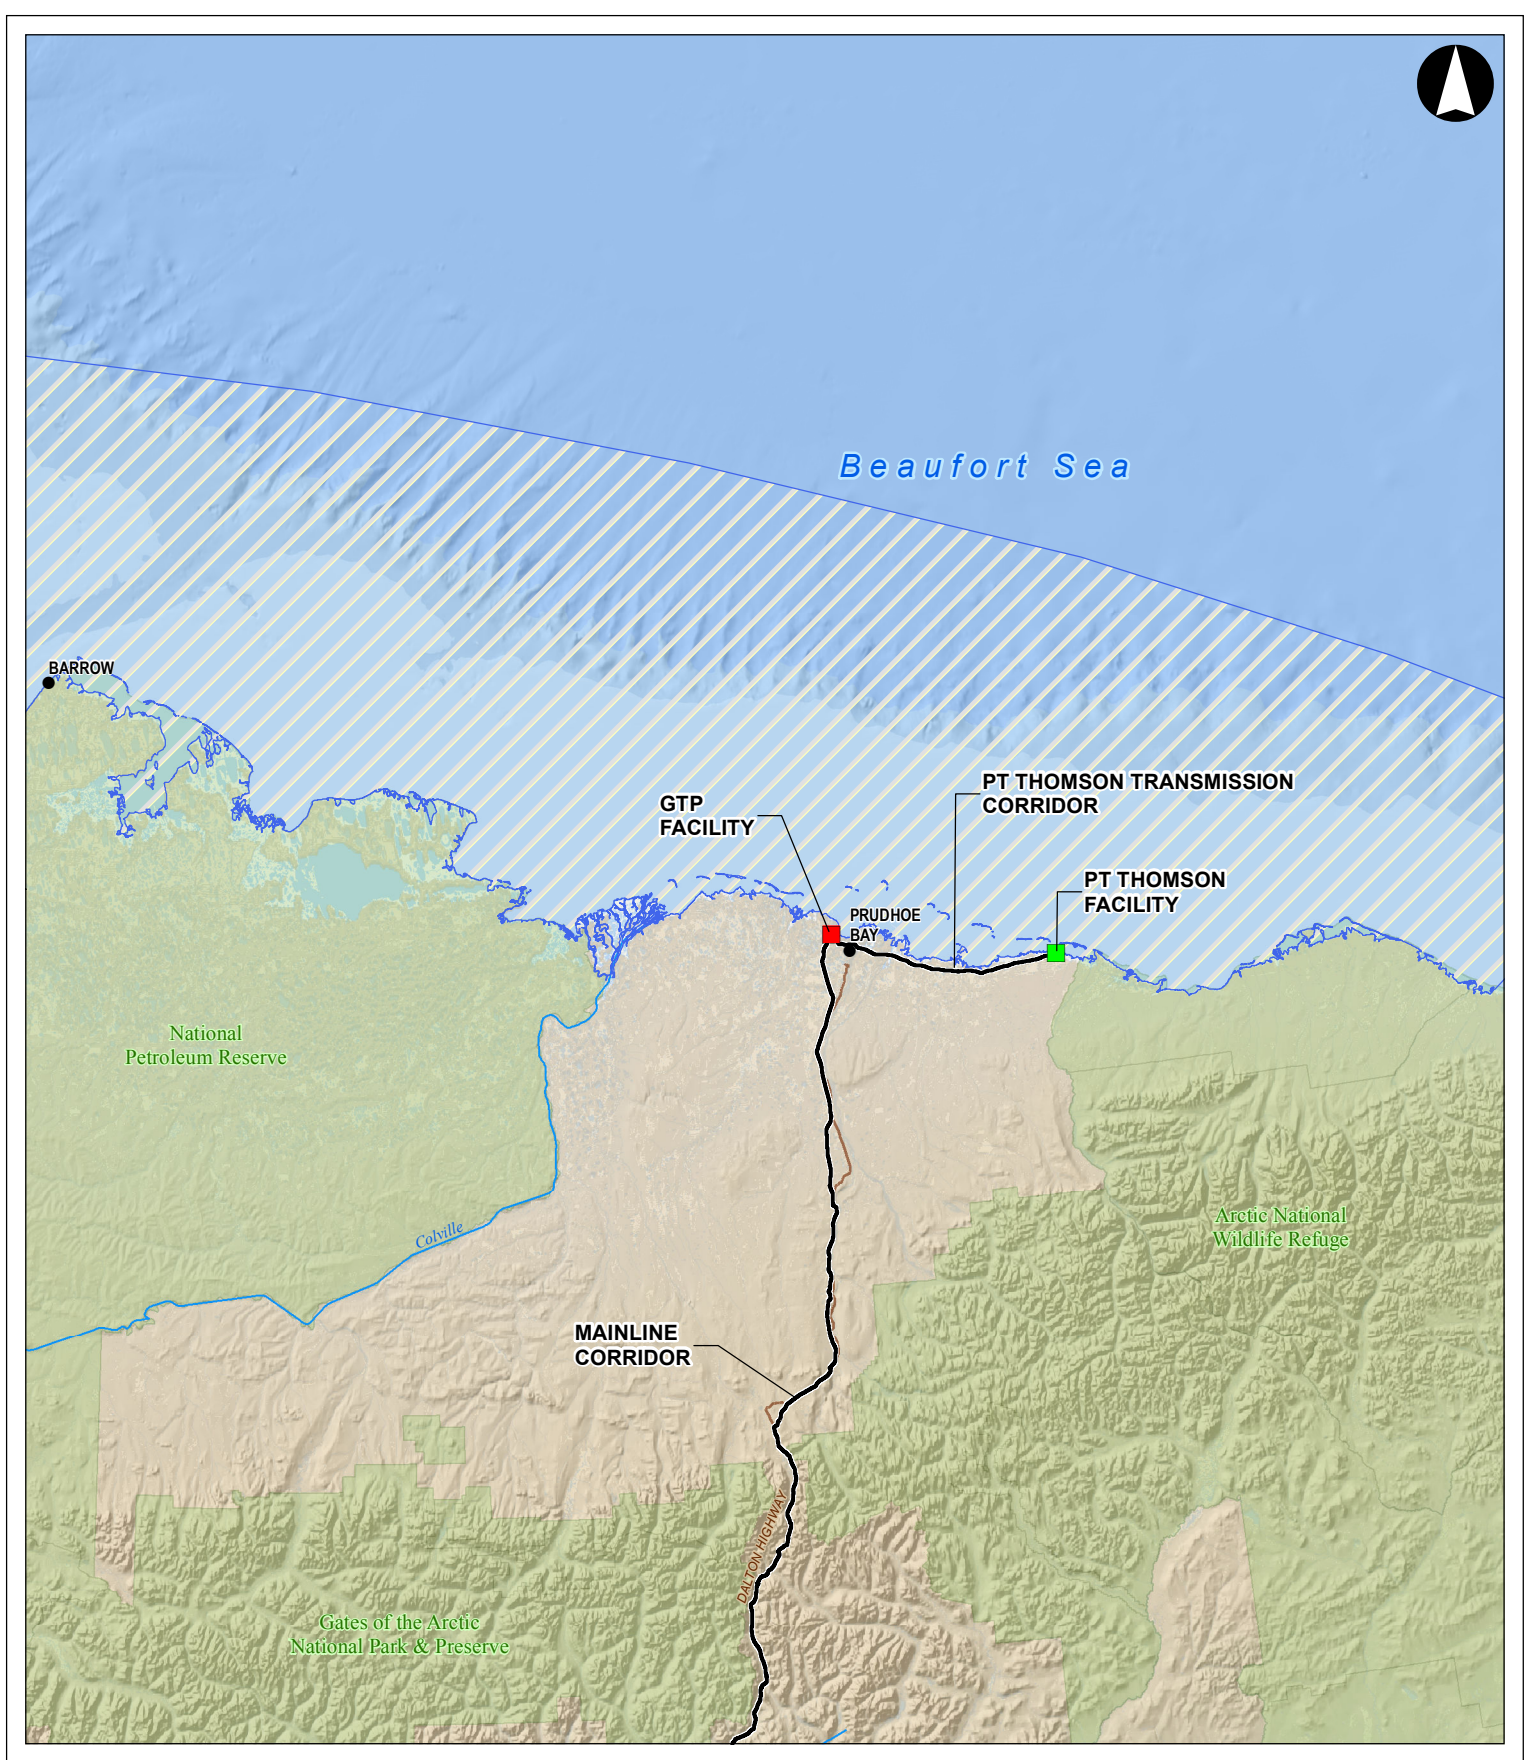 Beaufort Sea
BARROW
PT THOMSON TRANSMISSION
CORRIDOR
GTP
FACILITY
PT THOMSON
FACILITY
PRUDHOE
BAY
National
Petroleum Reserve
Arctic National
Wildlife Refuge
Colville
MAINLINE
CORRIDOR
DALTON HIGHWAY
Gates of the Arctic
National Park & Preserve